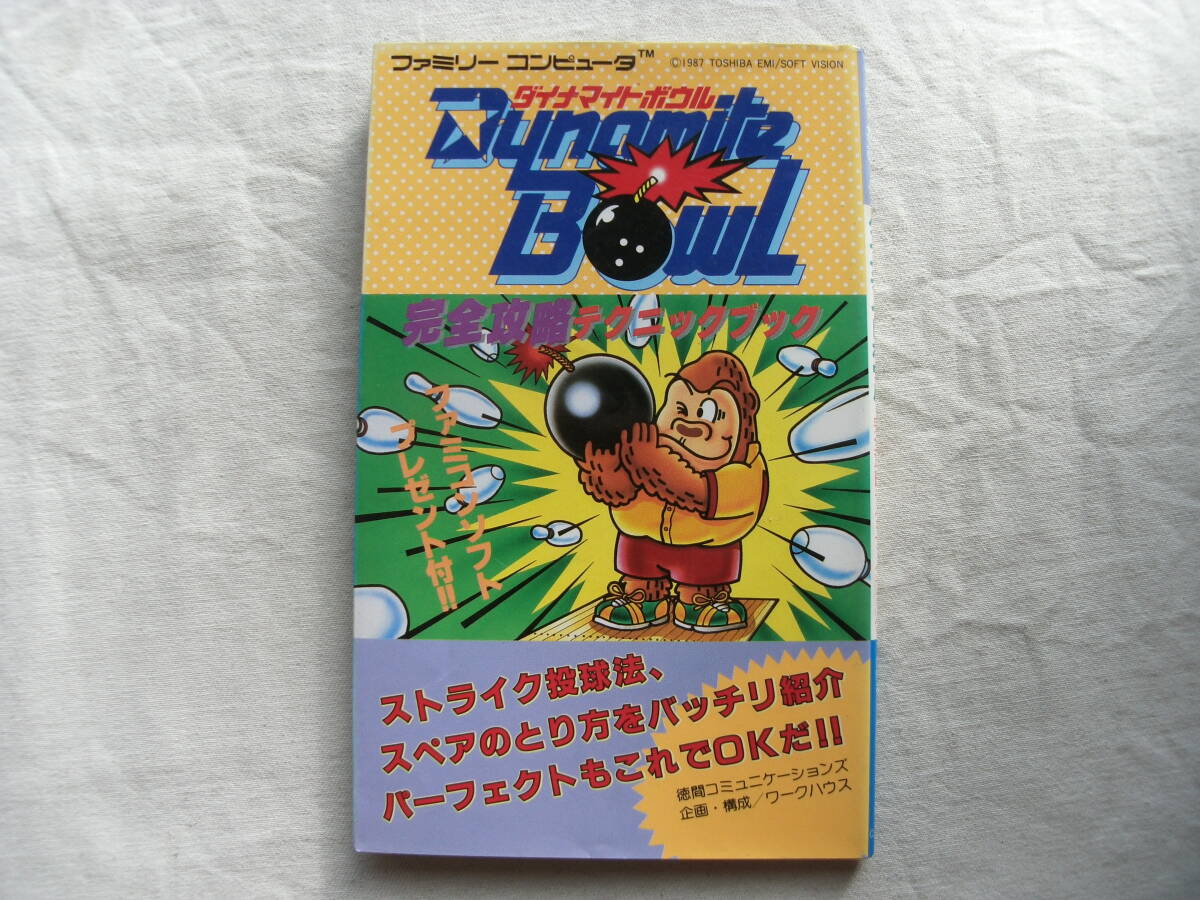 ファミリー コンピュータ™
©1987 TOSHIBA EMI/SOFT VISION
ダイナマイトボウル
Dynamite
Bowl
完全攻略テクニックブック
ファミコンソフト
プレゼント付!!
ストライク投球法、
スペアのとり方をバッチリ紹介
パーフェクトもこれでOKだ!!
徳間コミュニケーションズ
企画・構成／ワークハウス